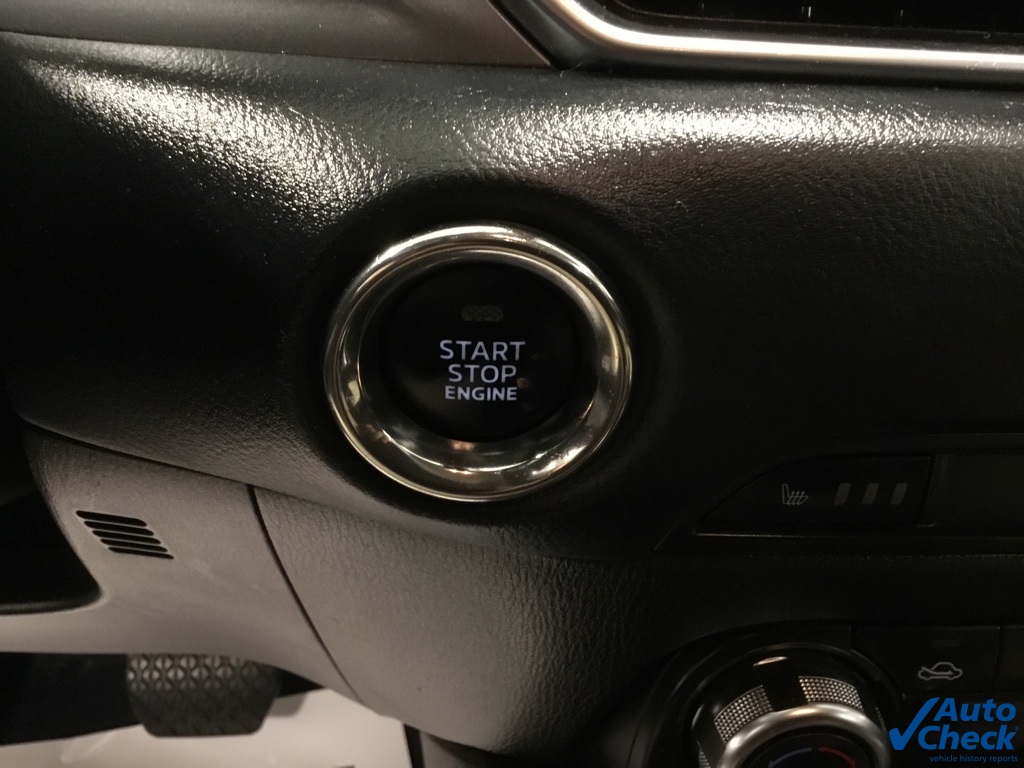 START
STOP
ENGINE
Auto
Check
vehicle history reports